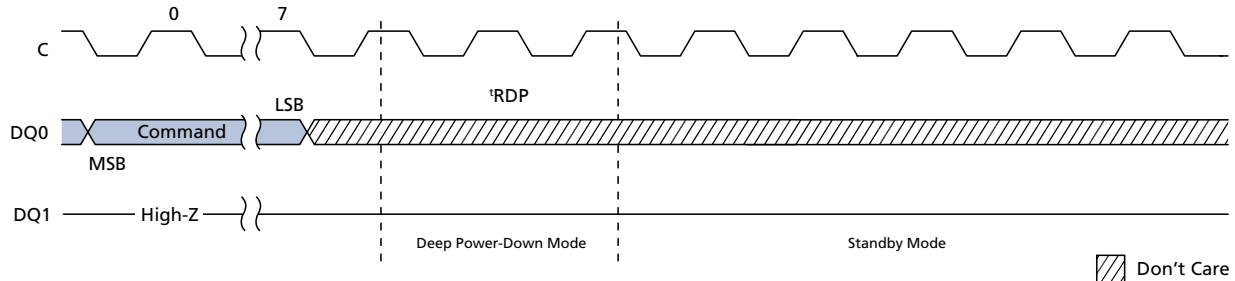 0 7
C
tRDP
LSB
DQ0 Command
MSB
DQ1 High-Z
Deep Power-Down Mode Standby Mode
Don't Care